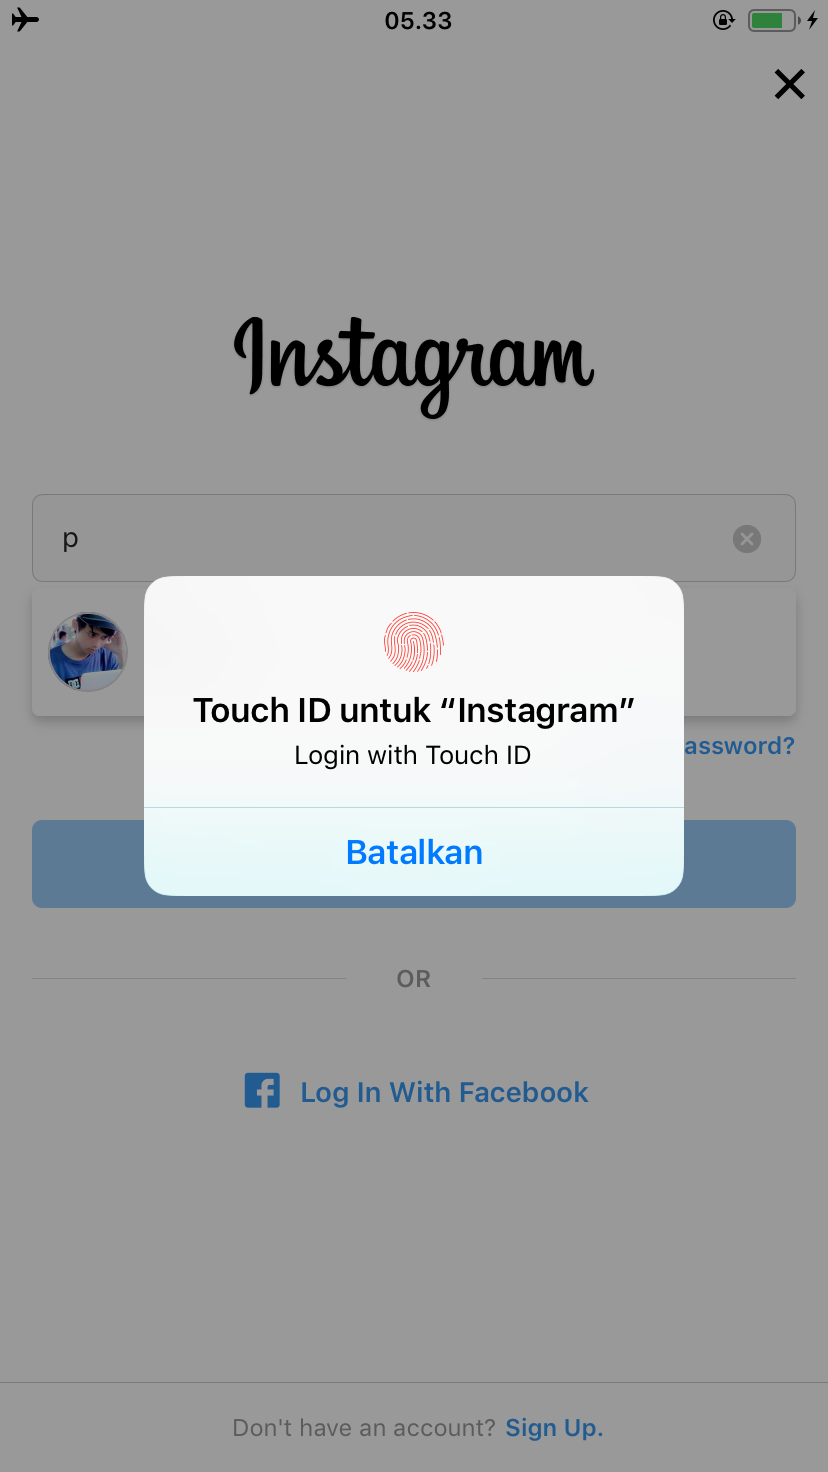 05.33
Instagram
p
Touch ID untuk “Instagram”
Login with Touch ID
assword?
Batalkan
OR
Log In With Facebook
Don't have an account? Sign Up.